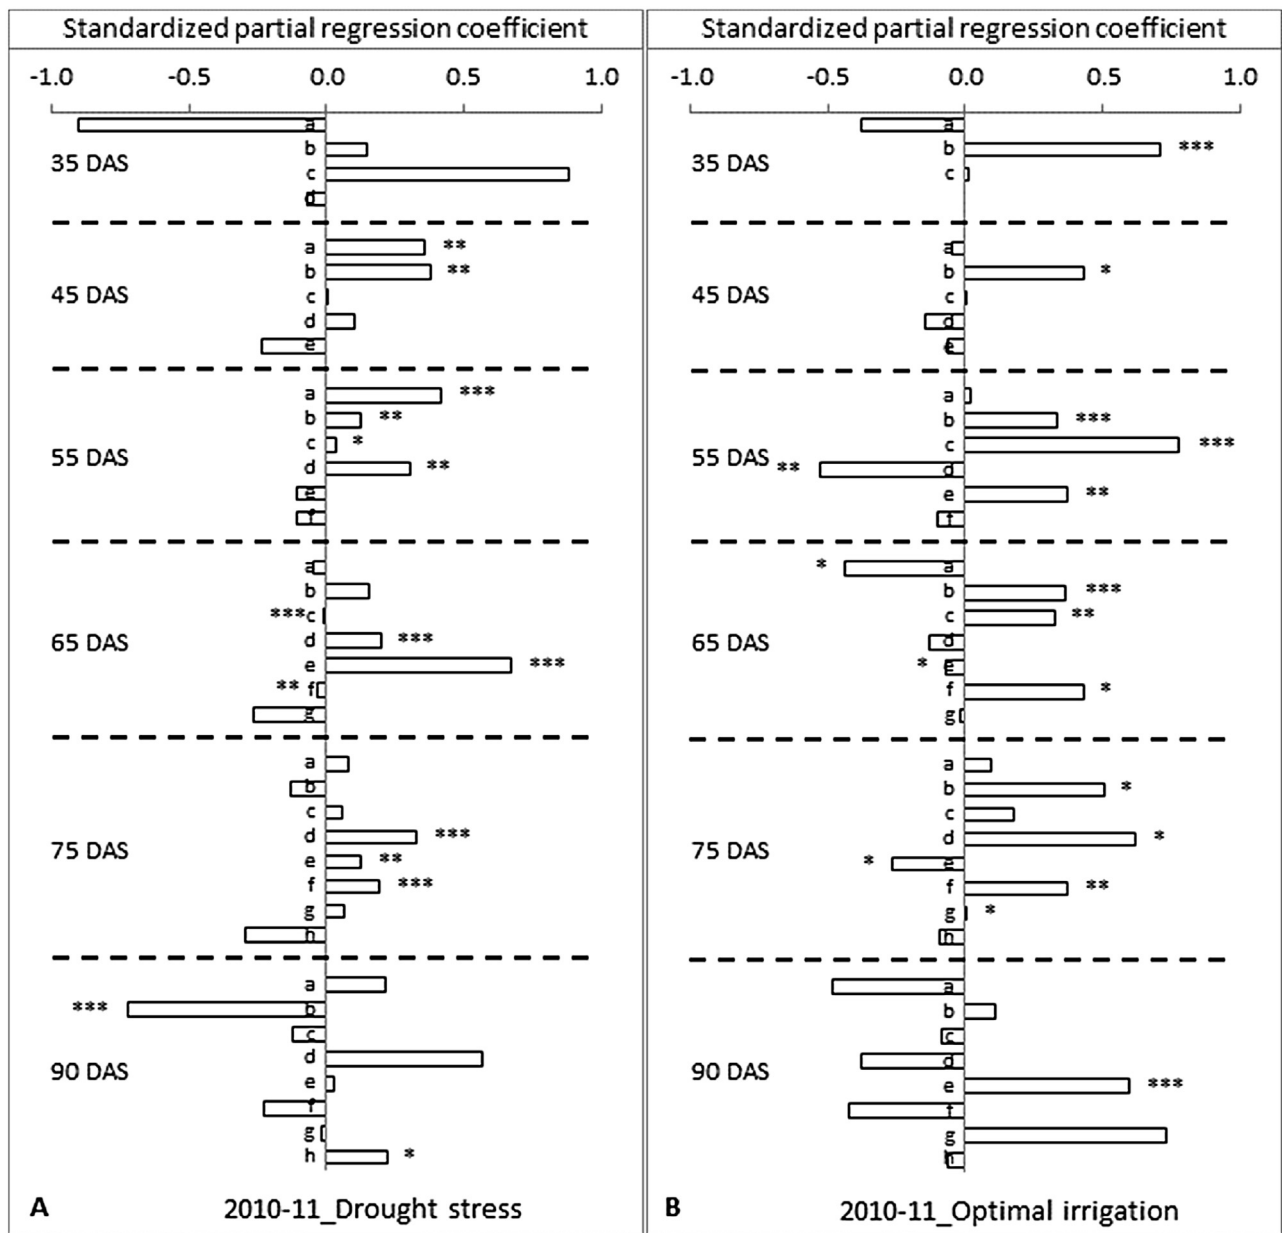 Standardized partial regression coefficient
-1.0 -0.5 0.0 0.5 1.0
35 DAS
a
b
c
d
45 DAS
a **
b **
c
d
e
55 DAS
a ***
b **
c *
d **
e
f
65 DAS
a
b
*** c
d ***
e ***
** f
g
75 DAS
a
b
c
d ***
e **
f ***
g
h
90 DAS
a
*** b
c
d
e
f
g
h *
A 2010-11_Drought stress
Standardized partial regression coefficient
-1.0 -0.5 0.0 0.5 1.0
35 DAS
a
b ***
c
45 DAS
a
b *
c
d
e
55 DAS
a
b ***
c ***
** d
e **
f
65 DAS
* a
b ***
c **
d
* e
f *
g
75 DAS
a
b *
c
d *
* e
f **
g *
h
90 DAS
a
b
c
d
e ***
f
g
h
B 2010-11_Optimal irrigation